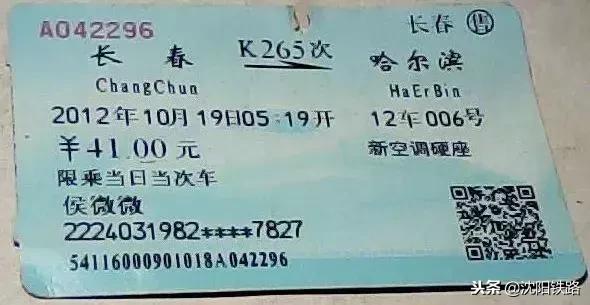 A042296 长春 售
长春 K265次 哈尔滨
ChangChun HaErBin
2012年10月19日05:19开 12车006号
￥41.00元 新空调硬座
限乘当日当次车
侯微微
2224031982****7827
54116000901018A042296
头条@沈阳铁路